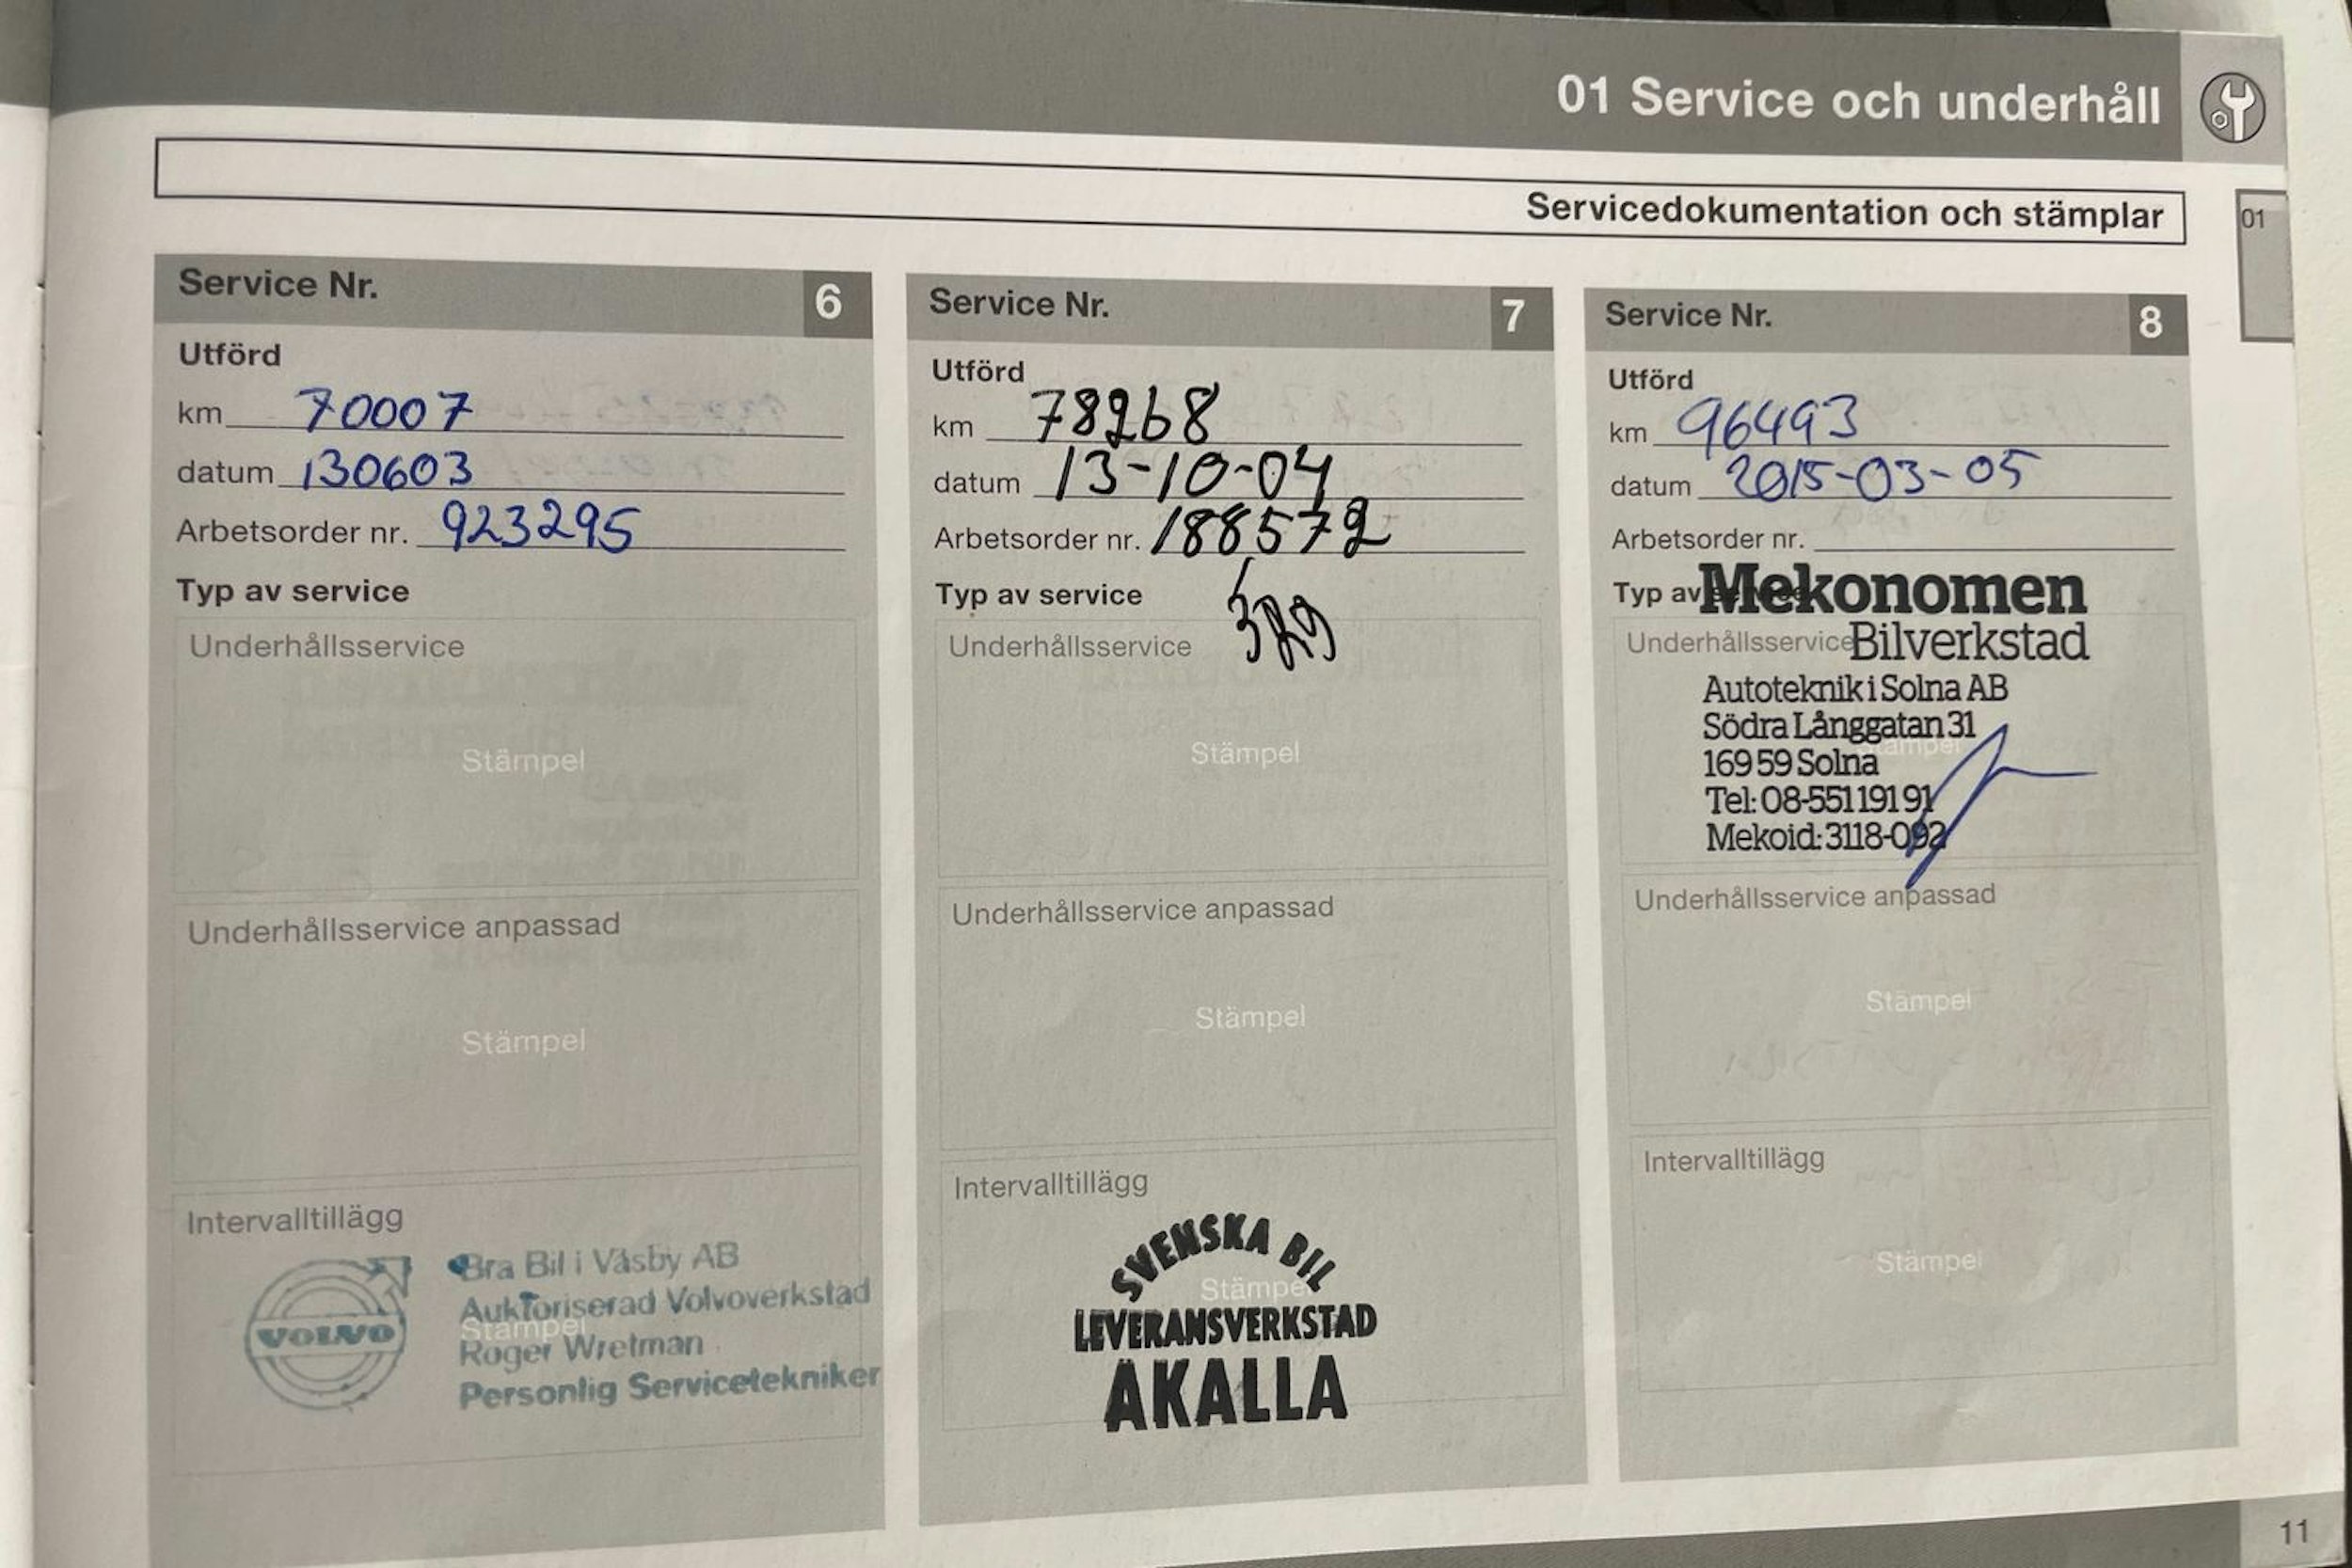 01 Service och underhåll
Servicedokumentation och stämplar
01
Service Nr. 6
Utförd
km 70007
datum 130603
Arbetsorder nr. 923295
Typ av service
Underhållsservice
Stämpel
Underhållsservice anpassad
Stämpel
Intervalltillägg
Stämpel
VOLVO
Bra Bil i Väsby AB
Auktoriserad Volvoverkstad
Roger Wretman
Personlig Servicetekniker
Service Nr. 7
Utförd
km 78268
datum 13-10-04
Arbetsorder nr. 188572
Typ av service
Underhållsservice
Stämpel
Underhållsservice anpassad
Stämpel
Intervalltillägg
Stämpel
SVENSKA BIL
LEVERANSVERKSTAD
AKALLA
Service Nr. 8
Utförd
km 96493
datum 2015-03-05
Arbetsorder nr.
Typ av service
Mekonomen
Underhållsservice
Bilverkstad
Autoteknik i Solna AB
Södra Långgatan 31
Stämpel
169 59 Solna
Tel: 08-551 191 91
Mekoid: 3118-092
Underhållsservice anpassad
Stämpel
Intervalltillägg
Stämpel
11